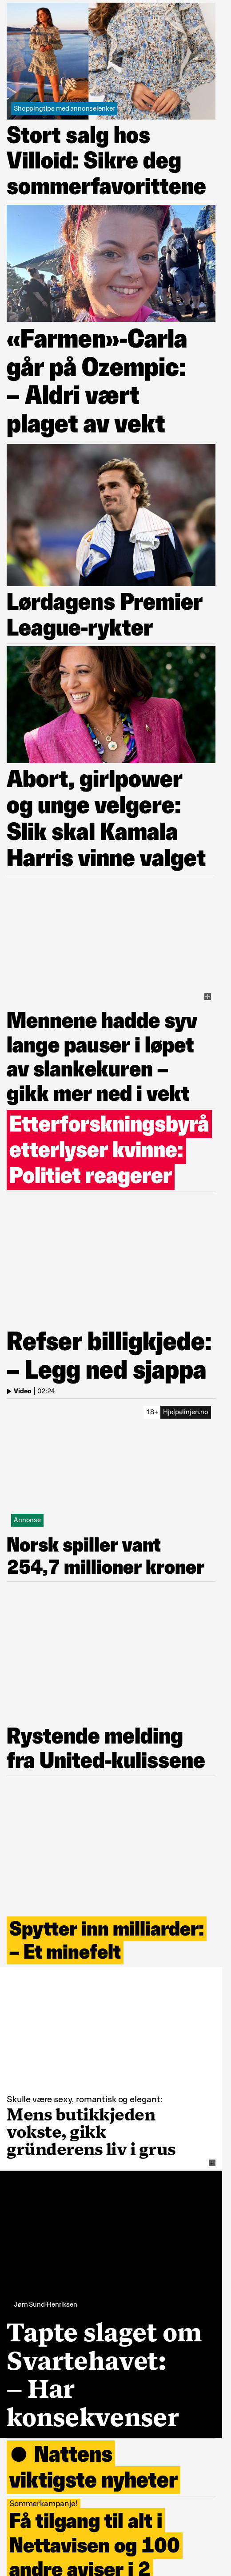 Shoppingtips med annonselenker
Stort salg hos
Villoid: Sikre deg
sommerfavorittene
«Farmen»-Carla
går på Ozempic:
– Aldri vært
plaget av vekt
Lørdagens Premier
League-rykter
Abort, girlpower
og unge velgere:
Slik skal Kamala
Harris vinne valget
Mennene hadde syv
lange pauser i løpet
av slankekuren –
gikk mer ned i vekt
Etterforskningsbyrå
etterlyser kvinne:
Politiet reagerer
Refser billigkjede:
– Legg ned sjappa
Video 02:24
18+ Hjelpelinjen.no
Annonse
Norsk spiller vant
254,7 millioner kroner
Rystende melding
fra United-kulissene
Spytter inn milliarder:
– Et minefelt
Skulle være sexy, romantisk og elegant:
Mens butikkjeden
vokste, gikk
gründerens liv i grus
Jørn Sund-Henriksen
Tapte slaget om
Svartehavet:
– Har
konsekvenser
● Nattens
viktigste nyheter
Sommerkampanje!
Få tilgang til alt i
Nettavisen og 100
andre aviser i 2